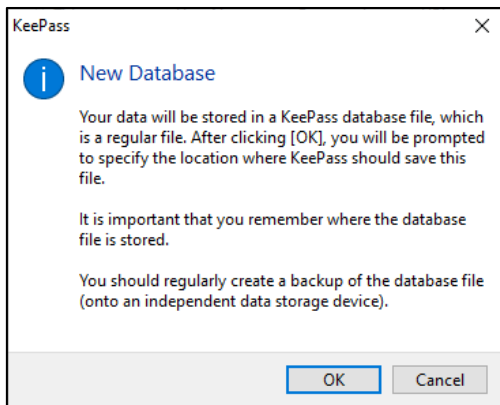 KeePass
New Database
Your data will be stored in a KeePass database file, which
is a regular file. After clicking [OK], you will be prompted
to specify the location where KeePass should save this
file.
It is important that you remember where the database
file is stored.
You should regularly create a backup of the database file
(onto an independent data storage device).
OK
Cancel